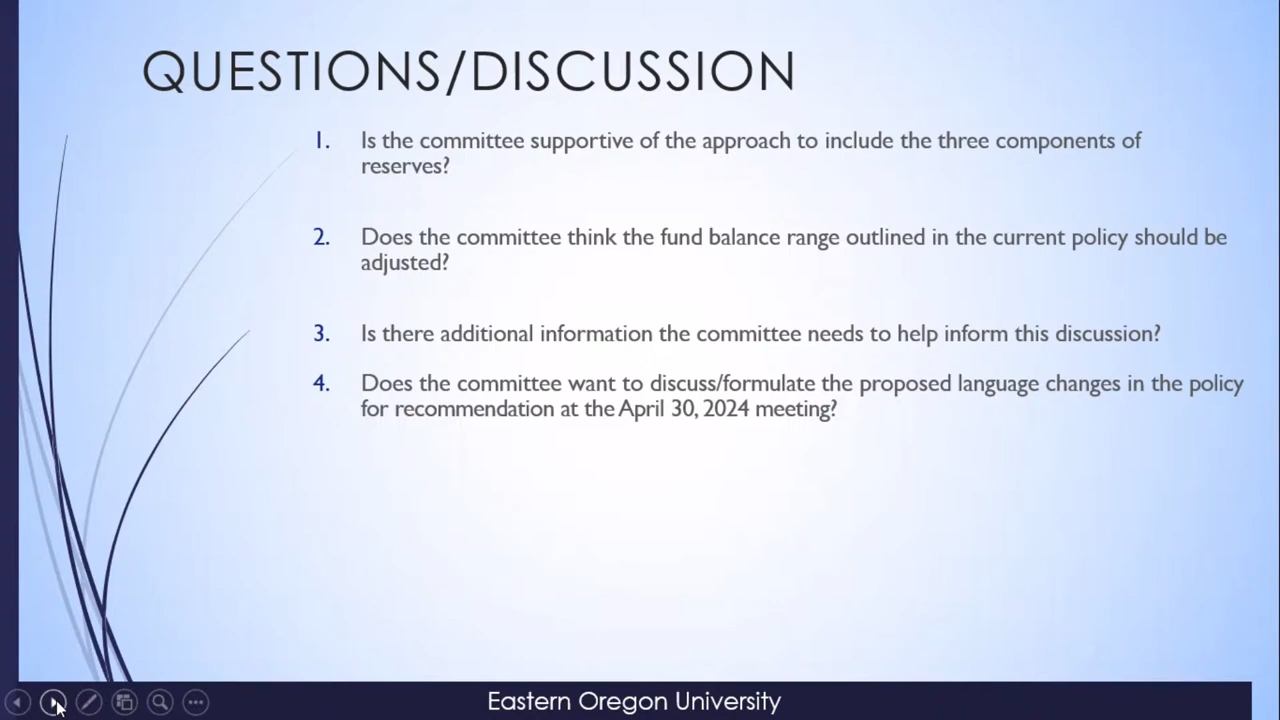 QUESTIONS/DISCUSSION
1. Is the committee supportive of the approach to include the three components of
reserves?
2. Does the committee think the fund balance range outlined in the current policy should be
adjusted?
3. Is there additional information the committee needs to help inform this discussion?
4. Does the committee want to discuss/formulate the proposed language changes in the policy
for recommendation at the April 30, 2024 meeting?
Eastern Oregon University